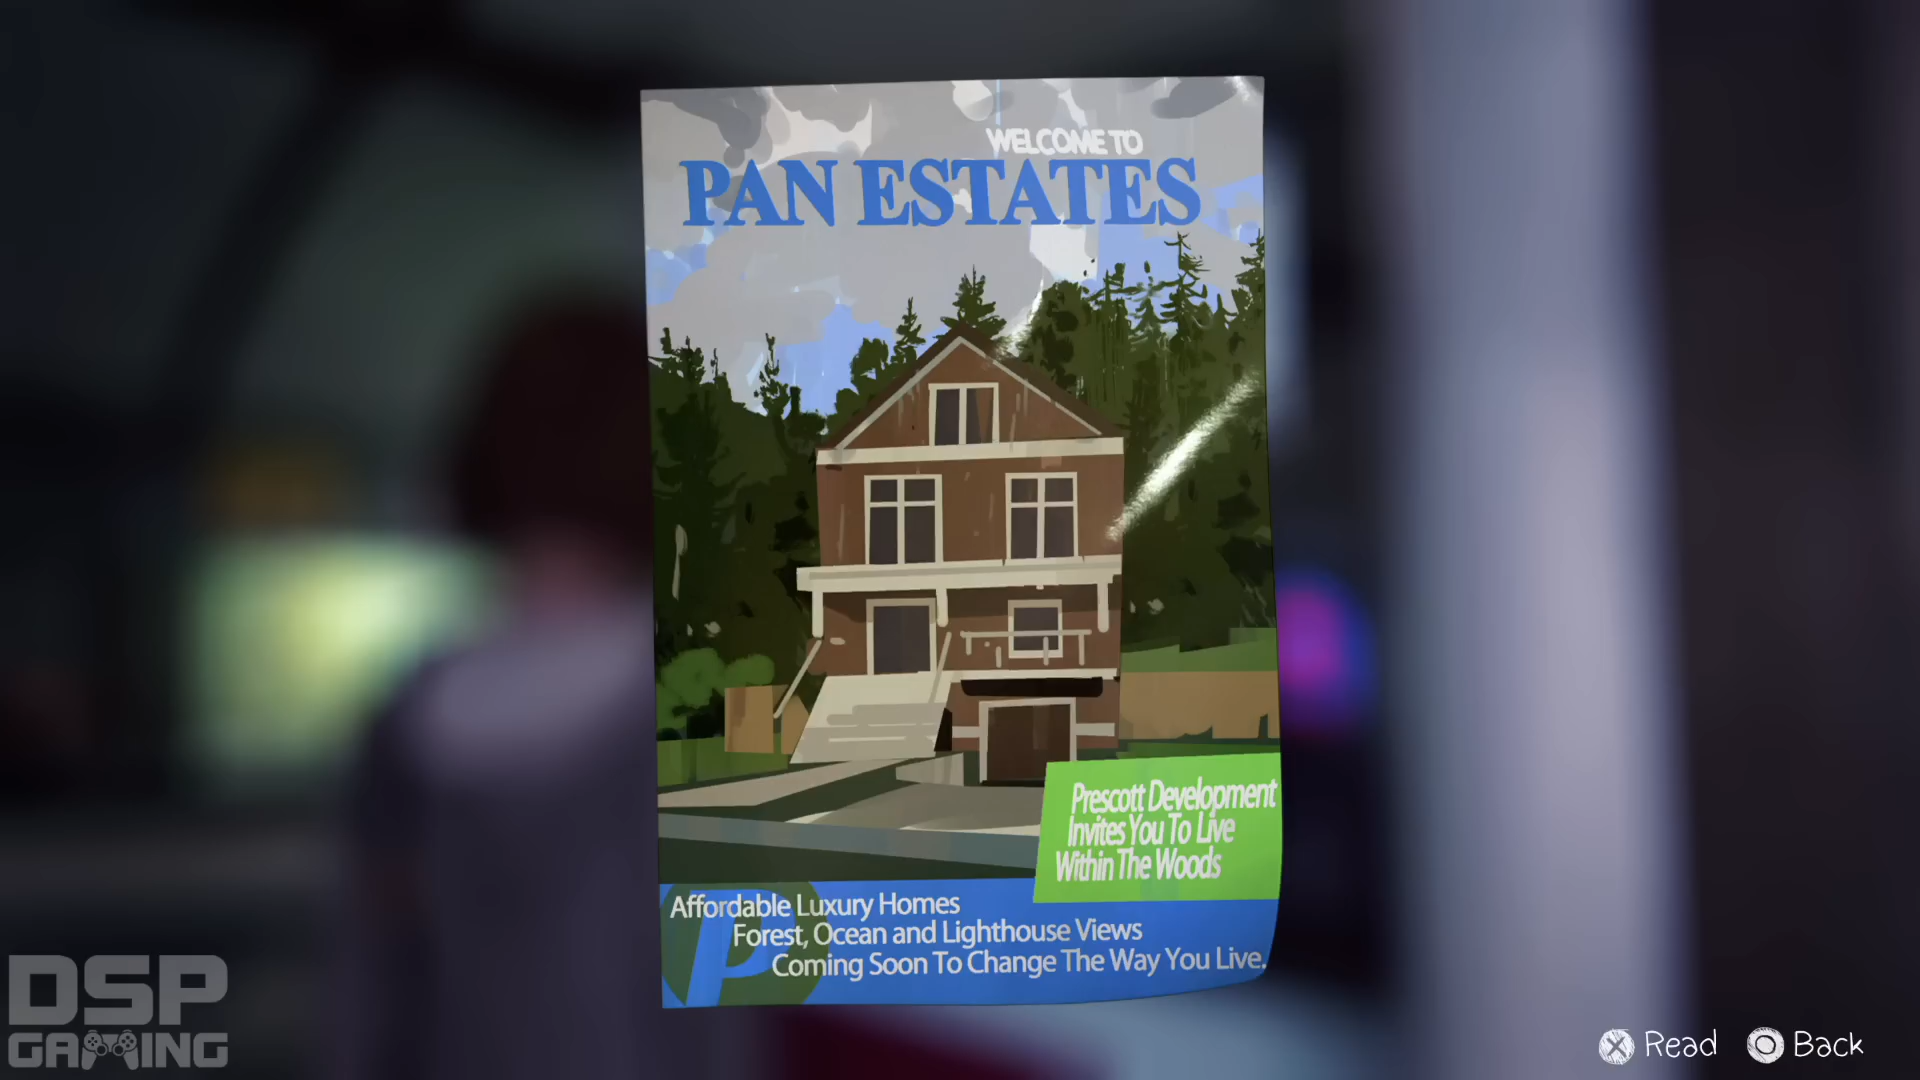 WELCOME TO
PAN ESTATES
Prescott Development
Invites You To Live
Within The Woods
Affordable Luxury Homes
Forest, Ocean and Lighthouse Views
Coming Soon To Change The Way You Live.
P
DSP
GAMING
Read
Back